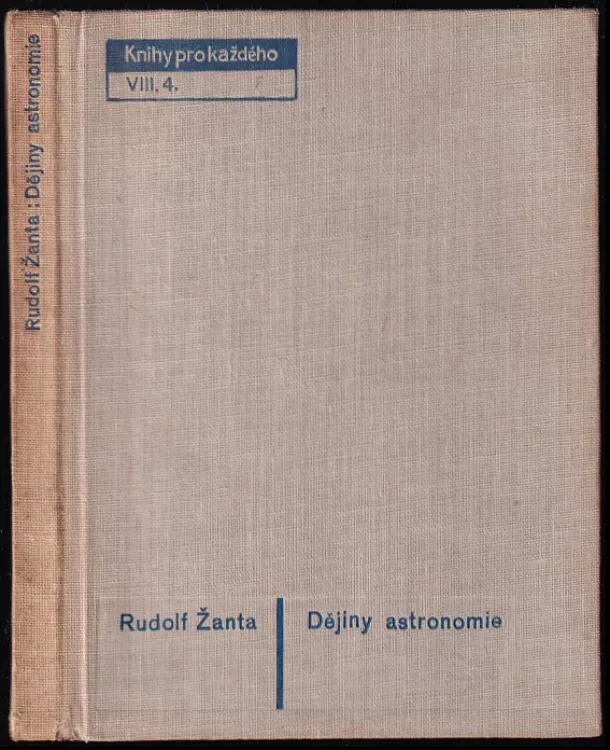 Knihy pro každého
VIII, 4.
Rudolf Žanta : Dějiny astronomie
Rudolf Žanta
Dějiny astronomie